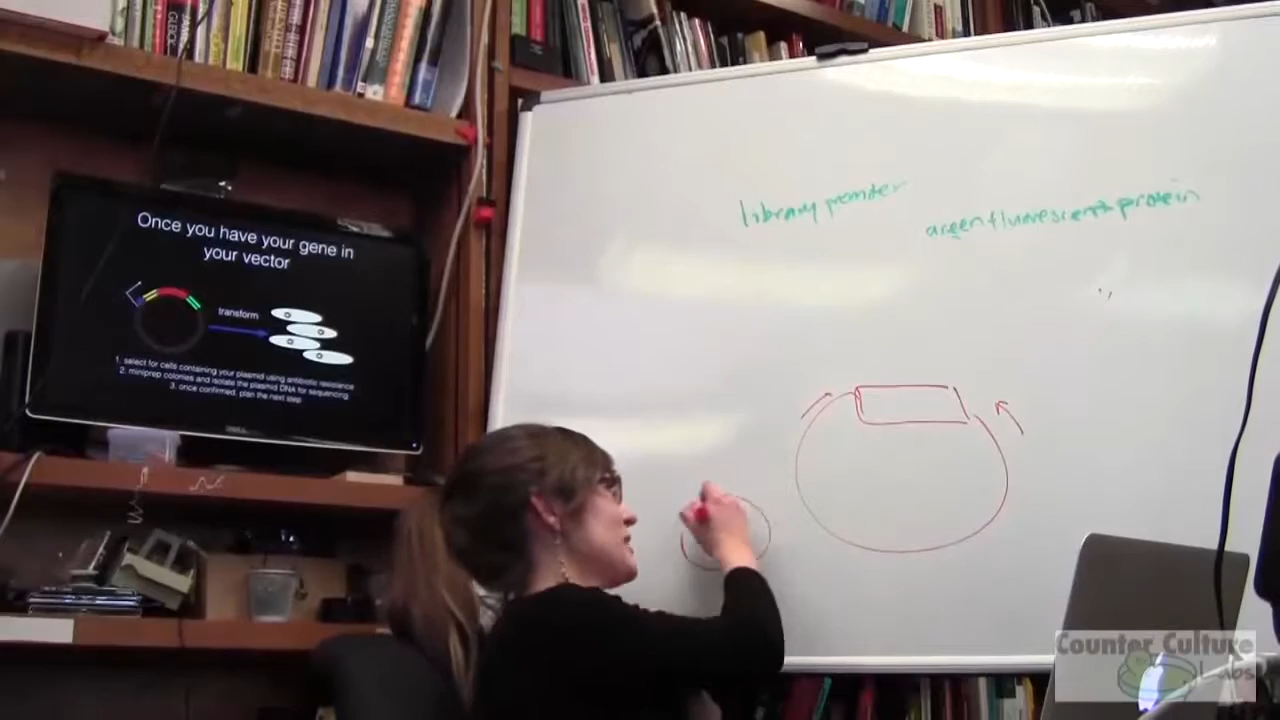 Once you have your gene in
your vector
transform
1. select for cells containing your plasmid using antibiotic resistance
2. miniprep colonies and isolate the plasmid DNA for sequencing
3. once confirmed, plan the next step
DELL
library promoter
green fluorescent protein
Counter Culture
Labs